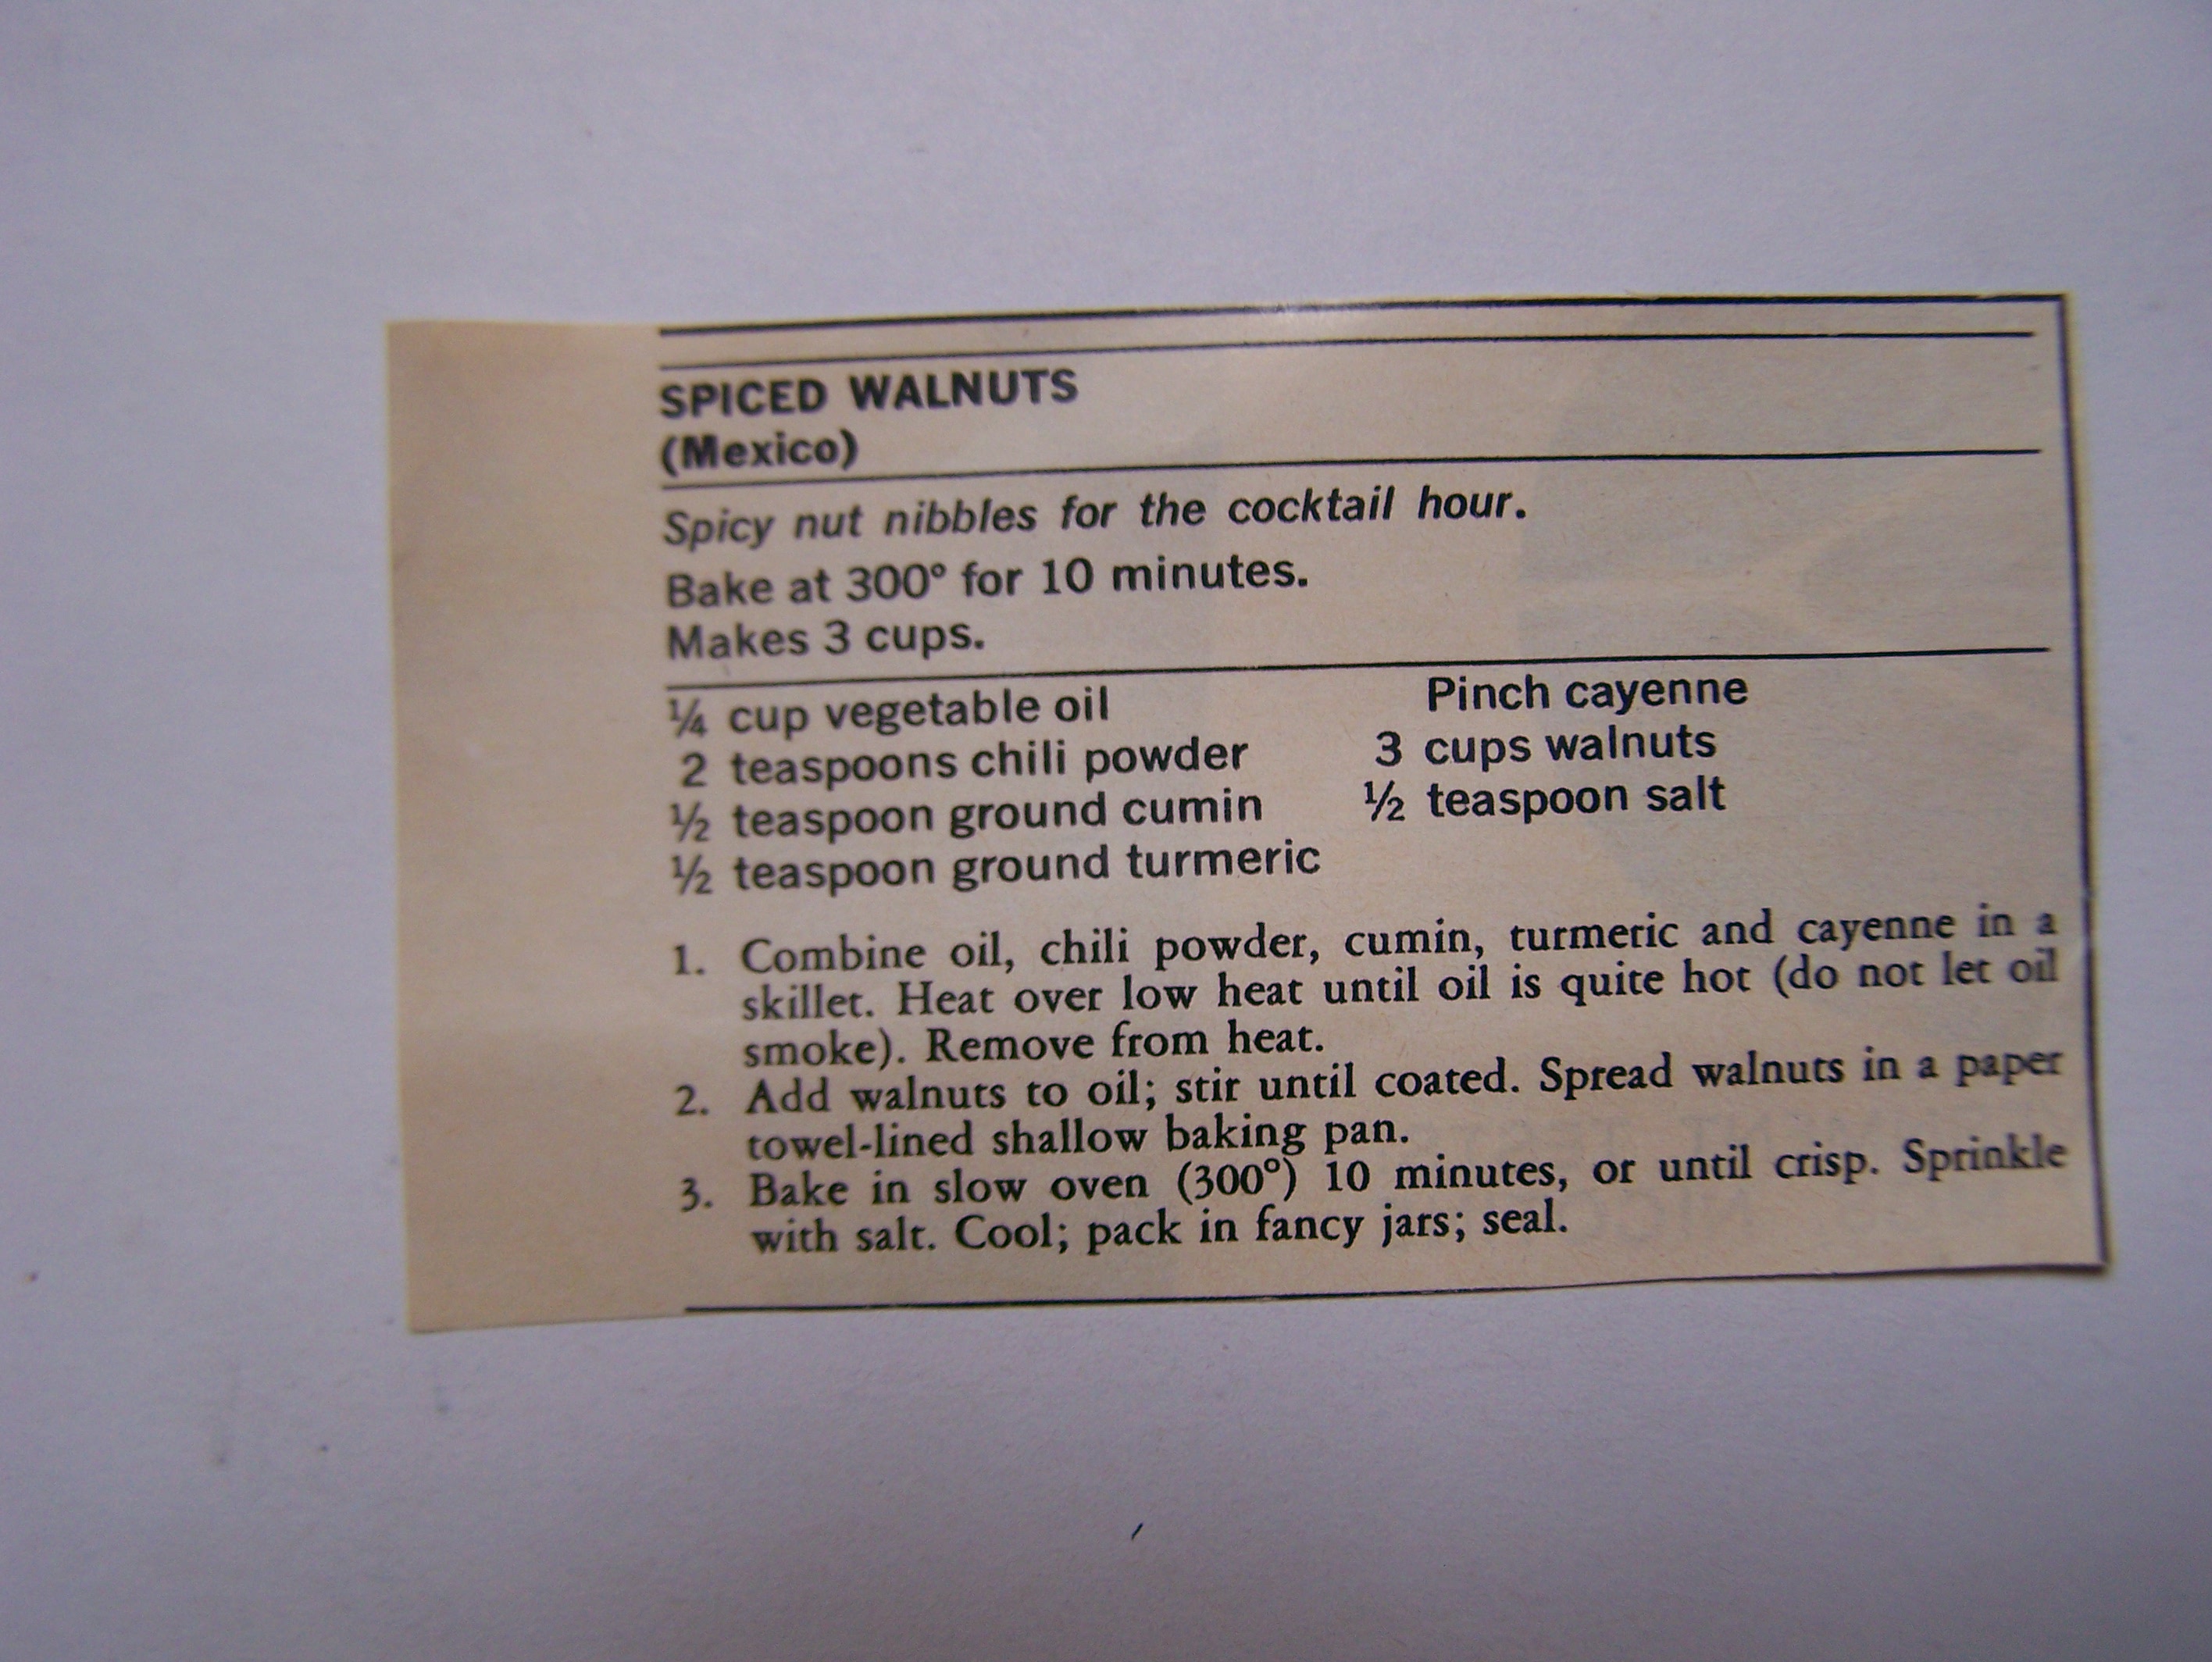 SPICED WALNUTS
(Mexico)
Spicy nut nibbles for the cocktail hour.
Bake at 300° for 10 minutes.
Makes 3 cups.
¼ cup vegetable oil
2 teaspoons chili powder
½ teaspoon ground cumin
½ teaspoon ground turmeric
Pinch cayenne
3 cups walnuts
½ teaspoon salt
1. Combine oil, chili powder, cumin, turmeric and cayenne in a
skillet. Heat over low heat until oil is quite hot (do not let oil
smoke). Remove from heat.
2. Add walnuts to oil; stir until coated. Spread walnuts in a paper
towel-lined shallow baking pan.
3. Bake in slow oven (300°) 10 minutes, or until crisp. Sprinkle
with salt. Cool; pack in fancy jars; seal.